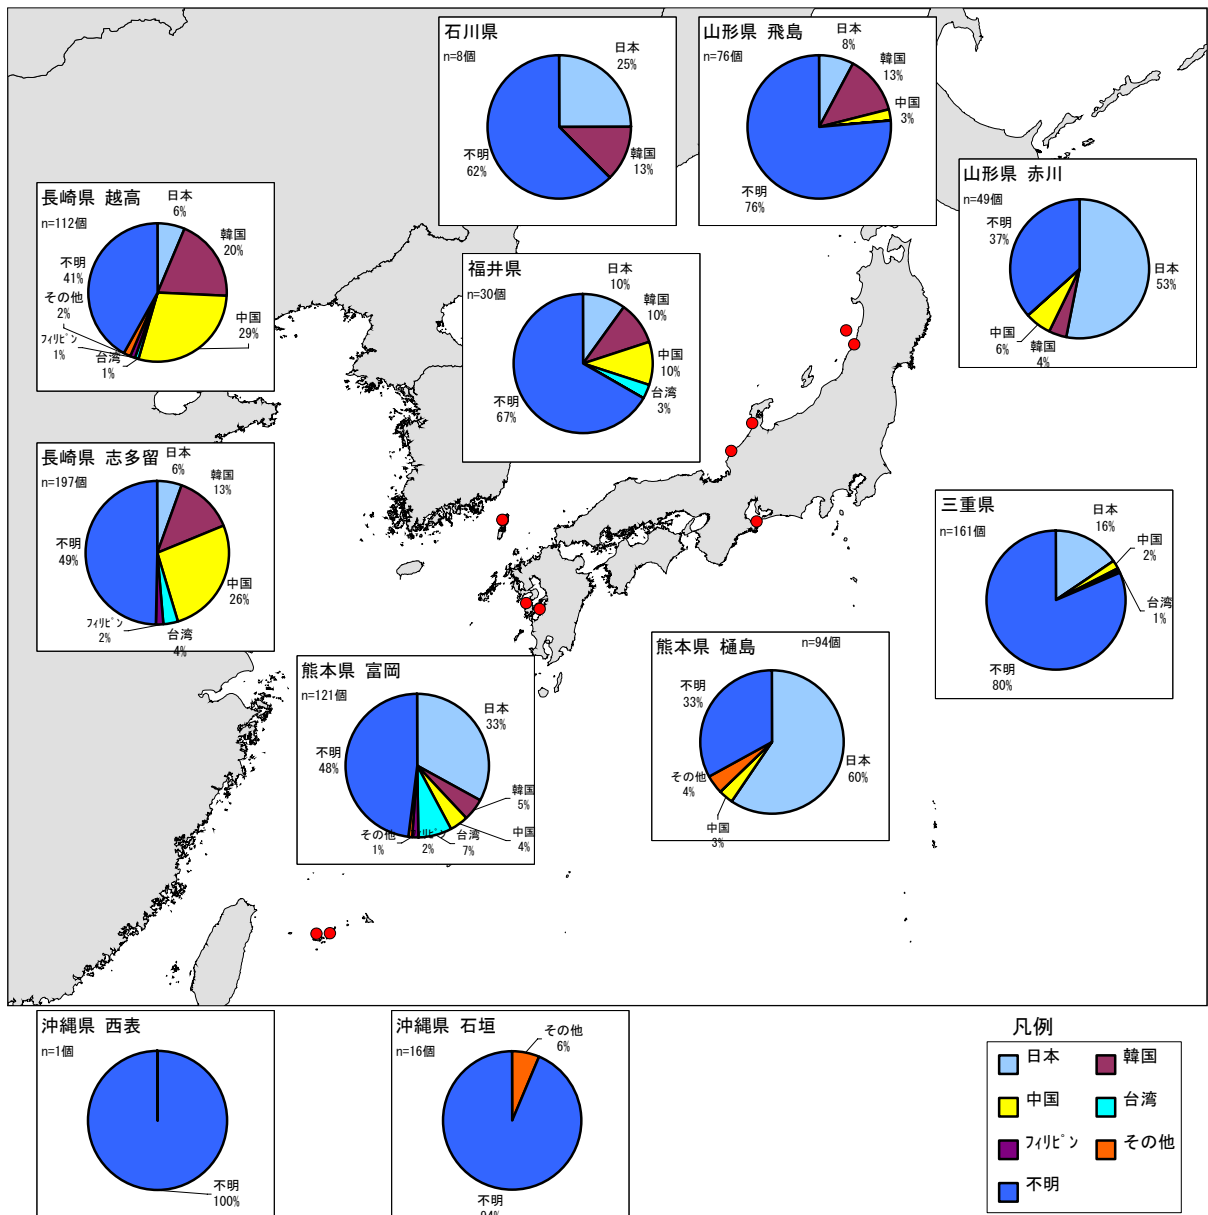 石川県
n=8個
日本
25%
韓国
13%
不明
62%
山形県 飛島
n=76個
日本
8%
韓国
13%
中国
3%
不明
76%
山形県 赤川
n=49個
不明
37%
日本
53%
中国
6%
韓国
4%
長崎県 越高
n=112個
日本
6%
韓国
20%
不明
41%
その他
2%
中国
29%
フィリピン
1%
台湾
1%
福井県
n=30個
日本
10%
韓国
10%
中国
10%
台湾
3%
不明
67%
長崎県 志多留
n=197個
日本
6%
韓国
13%
不明
49%
中国
26%
フィリピン
2%
台湾
4%
三重県
n=161個
日本
16%
中国
2%
台湾
1%
不明
80%
熊本県 富岡
n=121個
日本
33%
不明
48%
韓国
5%
その他
1%
フィリピン
2%
台湾
7%
中国
4%
熊本県 樋島
n=94個
不明
33%
日本
60%
その他
4%
中国
3%
沖縄県 西表
n=1個
不明
100%
沖縄県 石垣
n=16個
その他
6%
不明
94%
凡例
日本
韓国
中国
台湾
フィリピン
その他
不明